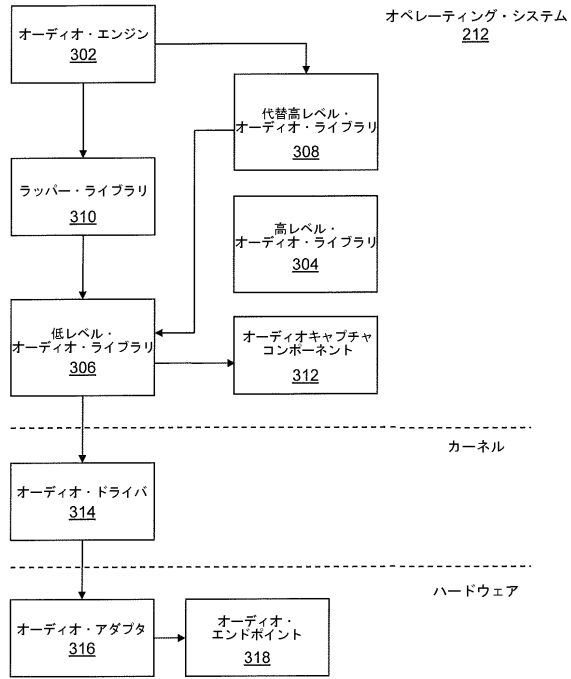 オペレーティング・システム
212
オーディオ・エンジン
302
代替高レベル・
オーディオ・ライブラリ
308
ラッパー・ライブラリ
310
高レベル・
オーディオ・ライブラリ
304
低レベル・
オーディオ・ライブラリ
306
オーディオキャプチャ
コンポーネント
312
カーネル
オーディオ・ドライバ
314
ハードウェア
オーディオ・アダプタ
316
オーディオ・
エンドポイント
318